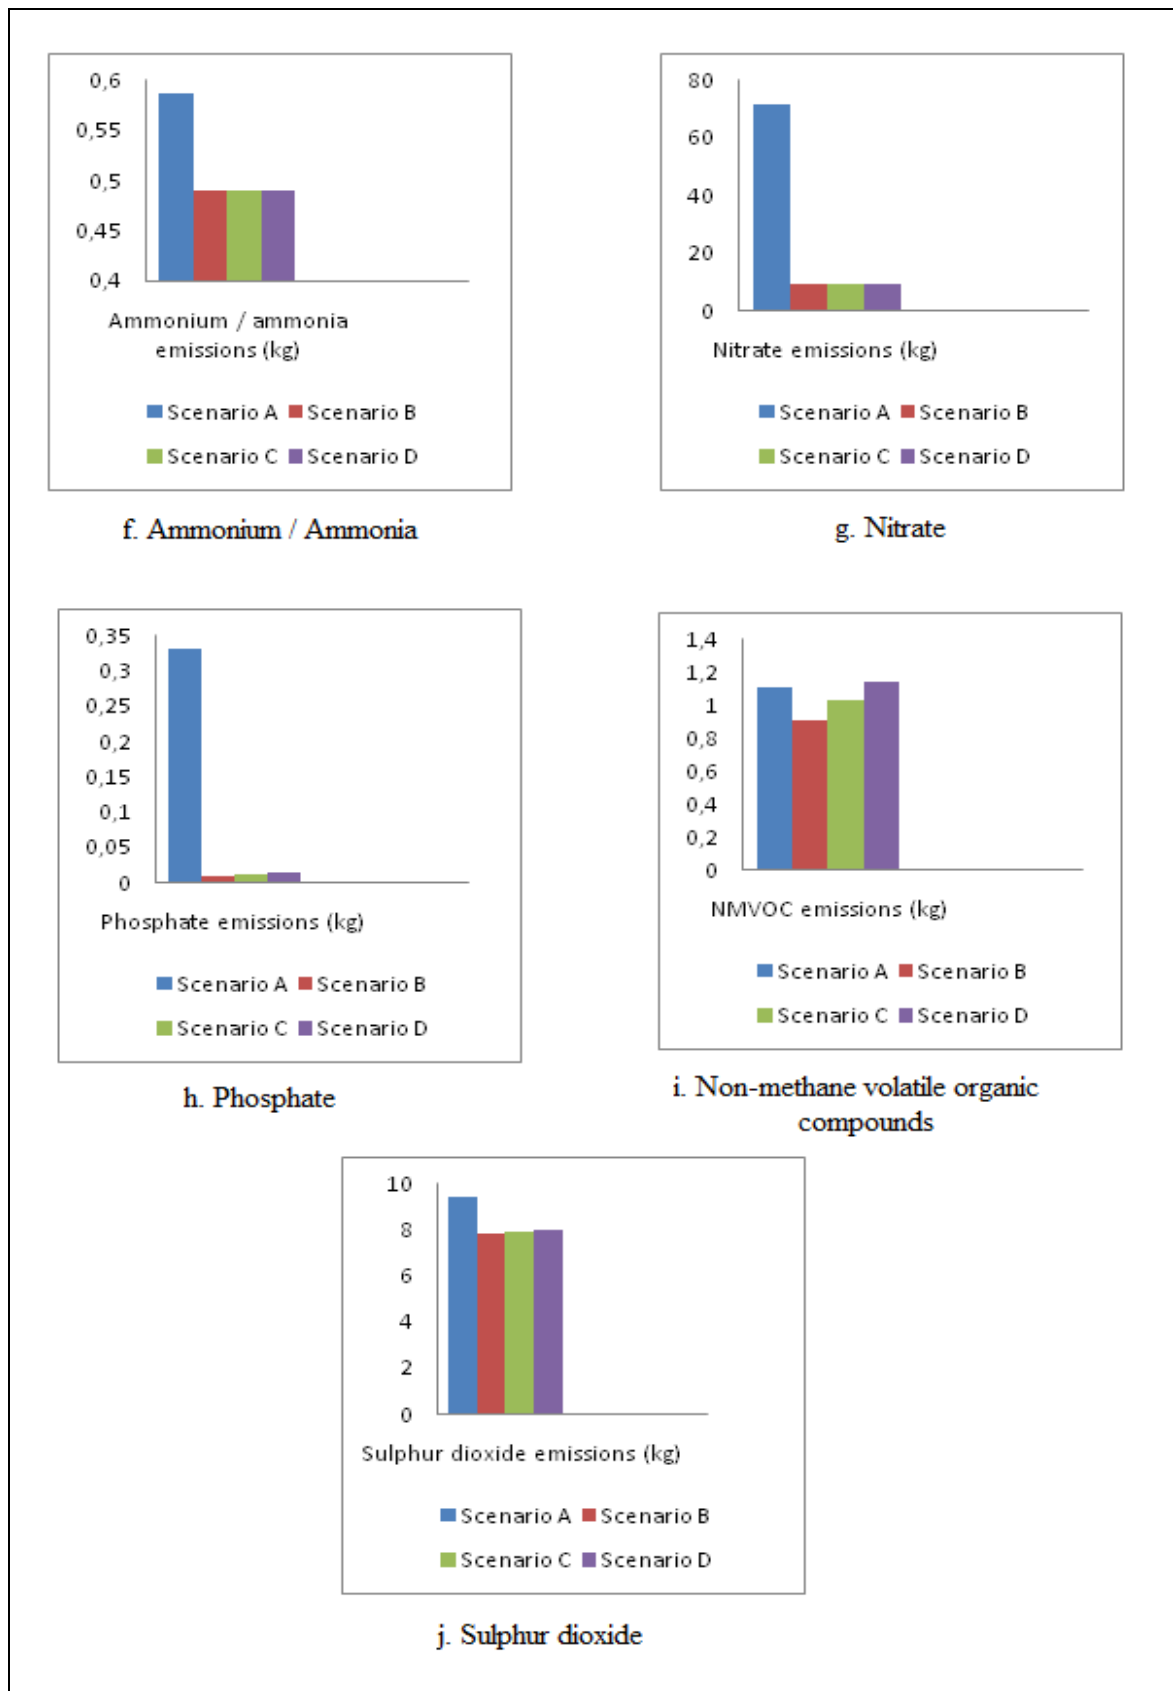 0,6
0,55
0,5
0,45
0,4
Ammonium / ammonia
emissions (kg)
Scenario A Scenario B
Scenario C Scenario D
f. Ammonium / Ammonia
80
60
40
20
0
Nitrate emissions (kg)
Scenario A Scenario B
Scenario C Scenario D
g. Nitrate
0,35
0,3
0,25
0,2
0,15
0,1
0,05
0
Phosphate emissions (kg)
Scenario A Scenario B
Scenario C Scenario D
h. Phosphate
1,4
1,2
1
0,8
0,6
0,4
0,2
0
NMVOC emissions (kg)
Scenario A Scenario B
Scenario C Scenario D
i. Non-methane volatile organic
compounds
10
8
6
4
2
0
Sulphur dioxide emissions (kg)
Scenario A Scenario B
Scenario C Scenario D
j. Sulphur dioxide